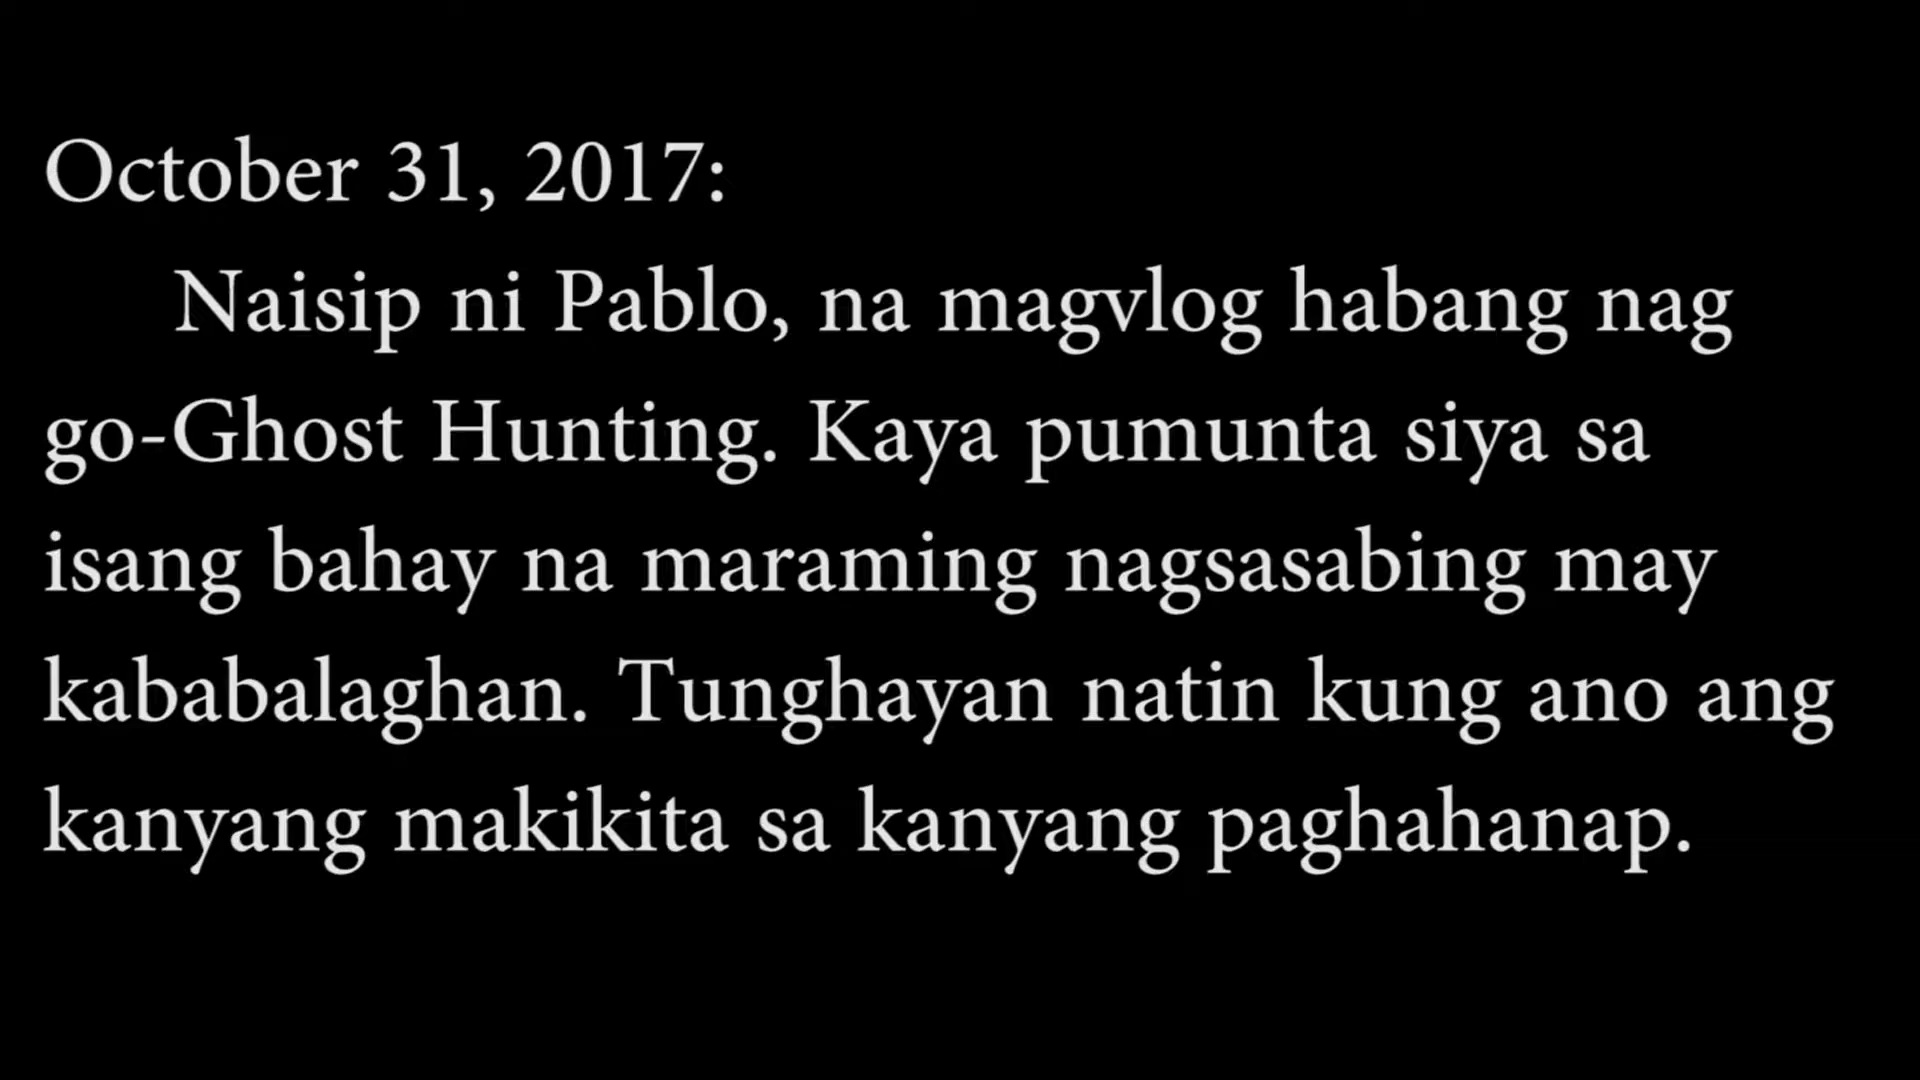 October 31, 2017:
Naisip ni Pablo, na magvlog habang nag
go-Ghost Hunting. Kaya pumunta siya sa
isang bahay na maraming nagsasabing may
kababalaghan. Tunghayan natin kung ano ang
kanyang makikita sa kanyang paghahanap.